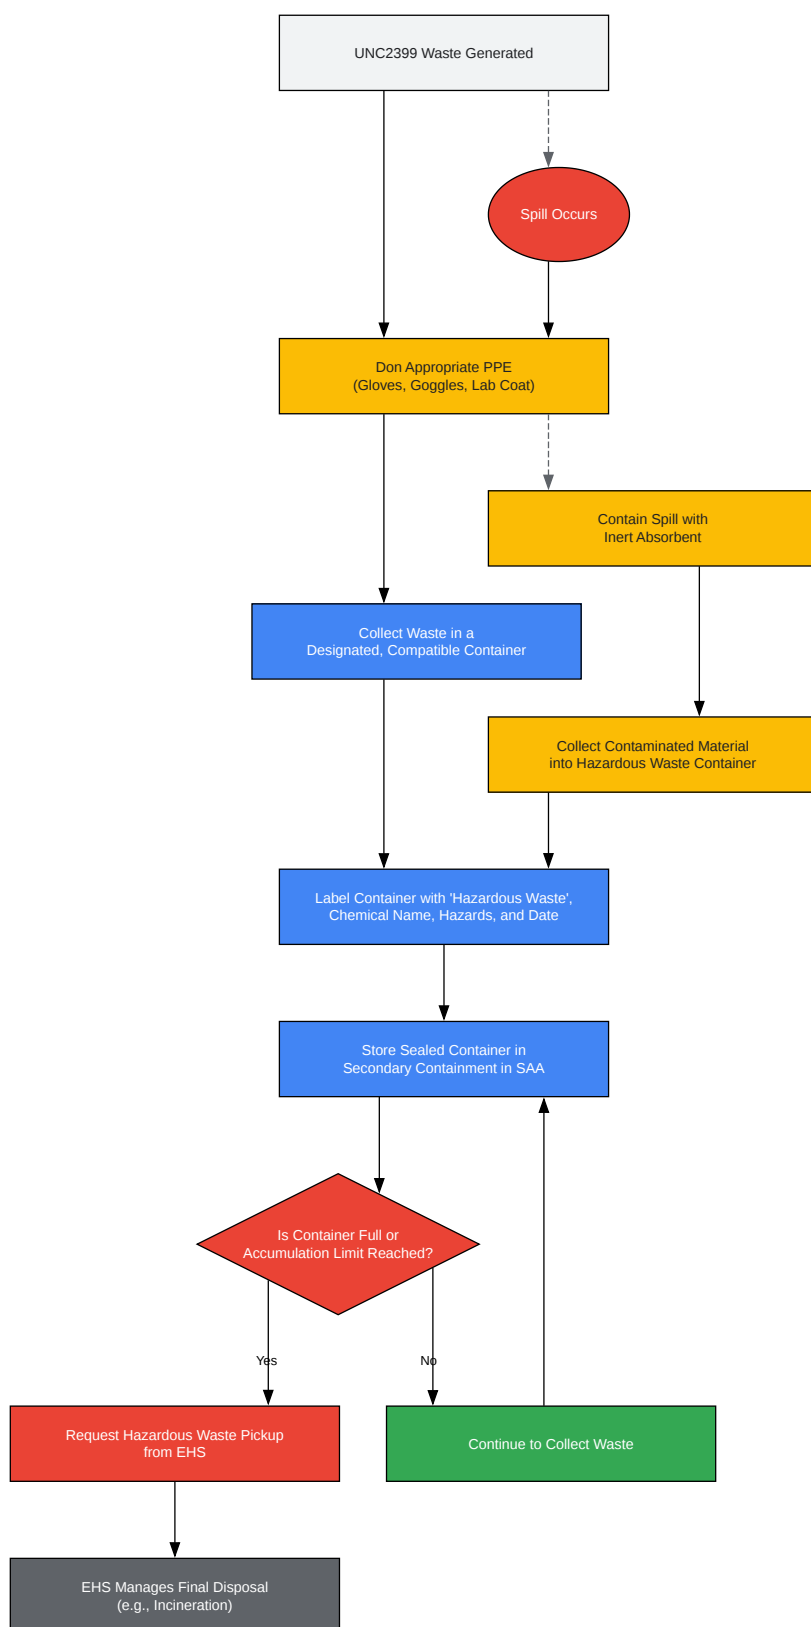 UNC2399 Waste Generated
Spill Occurs
Don Appropriate PPE
(Gloves, Goggles, Lab Coat)
Contain Spill with
Inert Absorbent
Collect Waste in a
Designated, Compatible Container
Collect Contaminated Material
into Hazardous Waste Container
Label Container with 'Hazardous Waste',
Chemical Name, Hazards, and Date
Store Sealed Container in
Secondary Containment in SAA
Is Container Full or
Accumulation Limit Reached?
Yes
No
Request Hazardous Waste Pickup
from EHS
Continue to Collect Waste
EHS Manages Final Disposal
(e.g., Incineration)